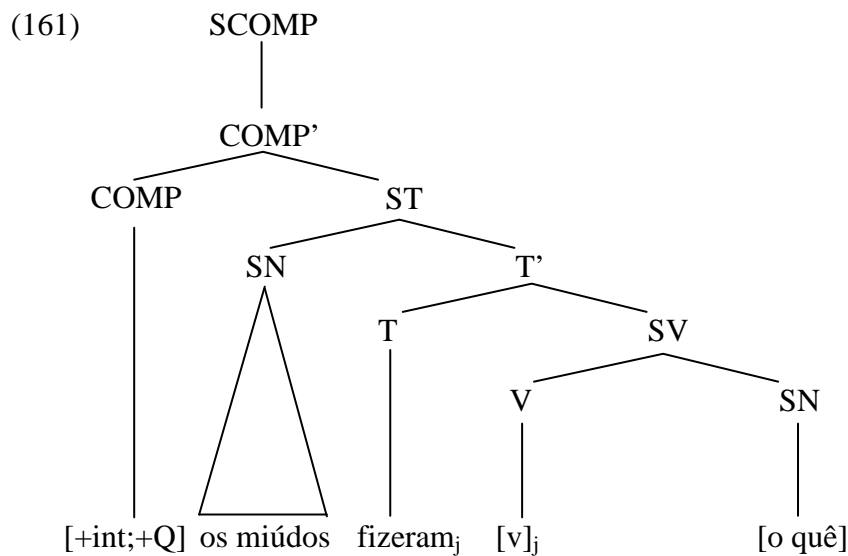 (161) SCOMP
COMP’
COMP ST
SN T’
T SV
V SN
[+int;+Q] os miúdos fizeramj [v]j [o quê]